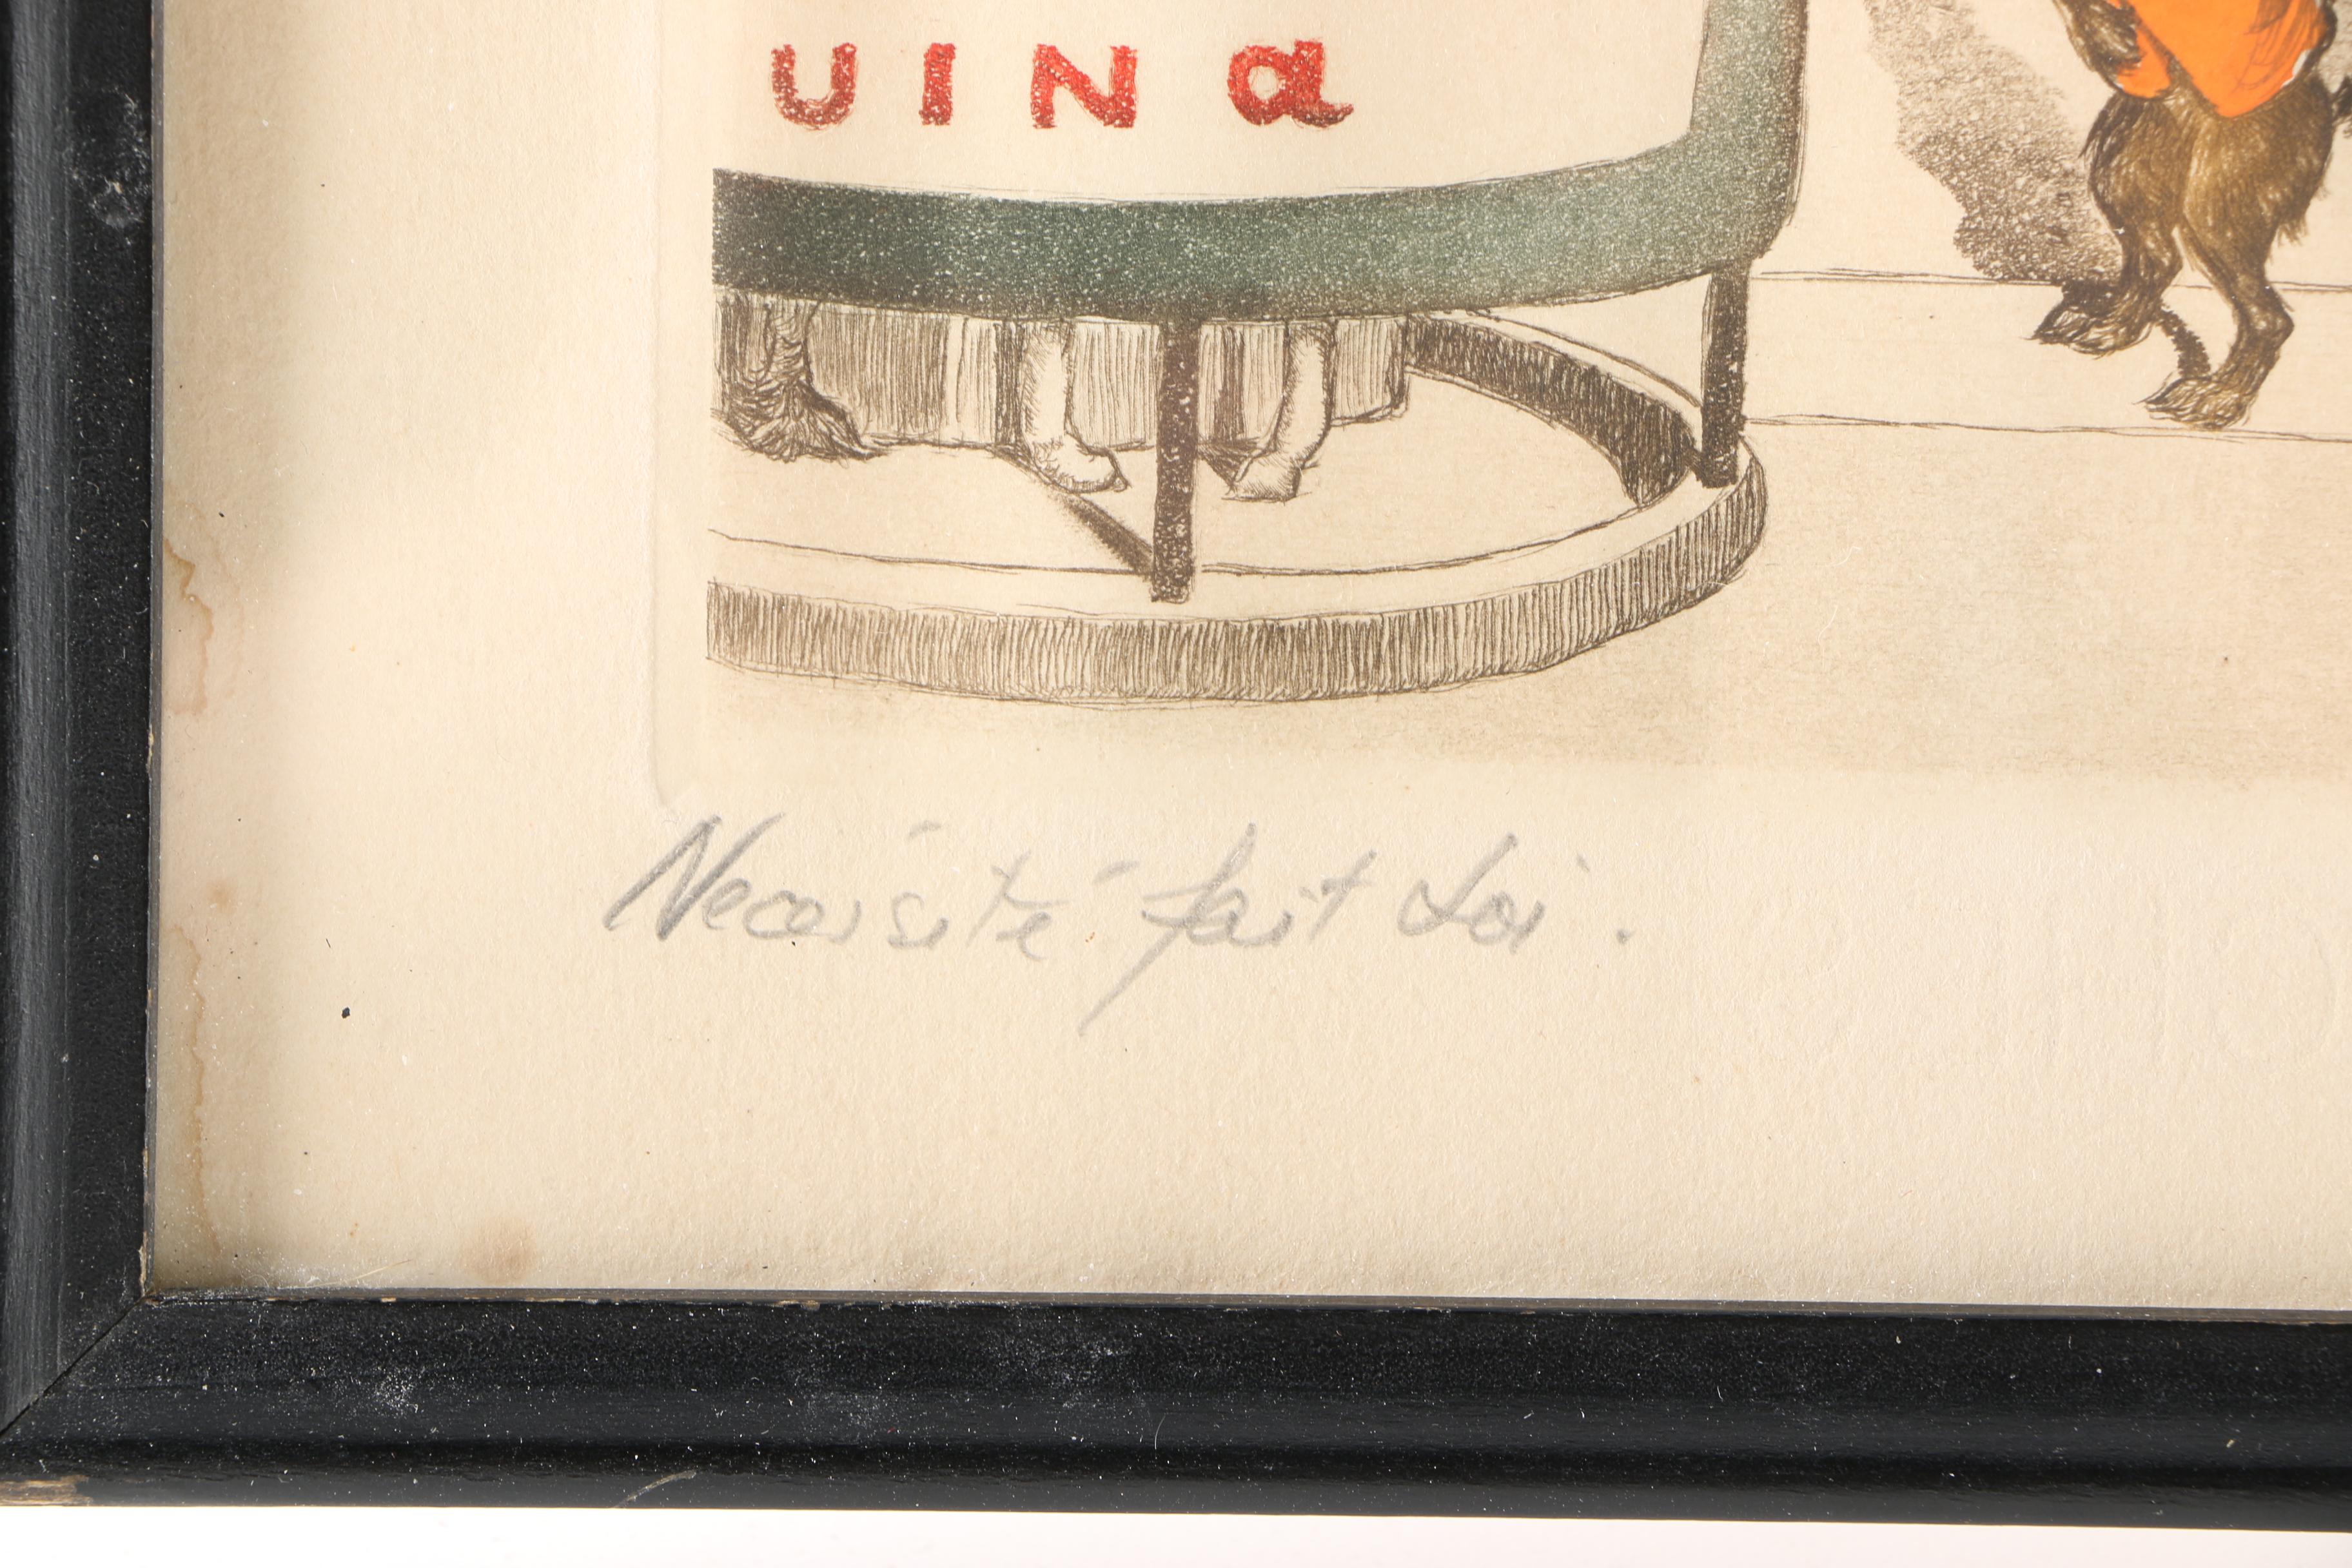 UINa
Necessité fait Loi.